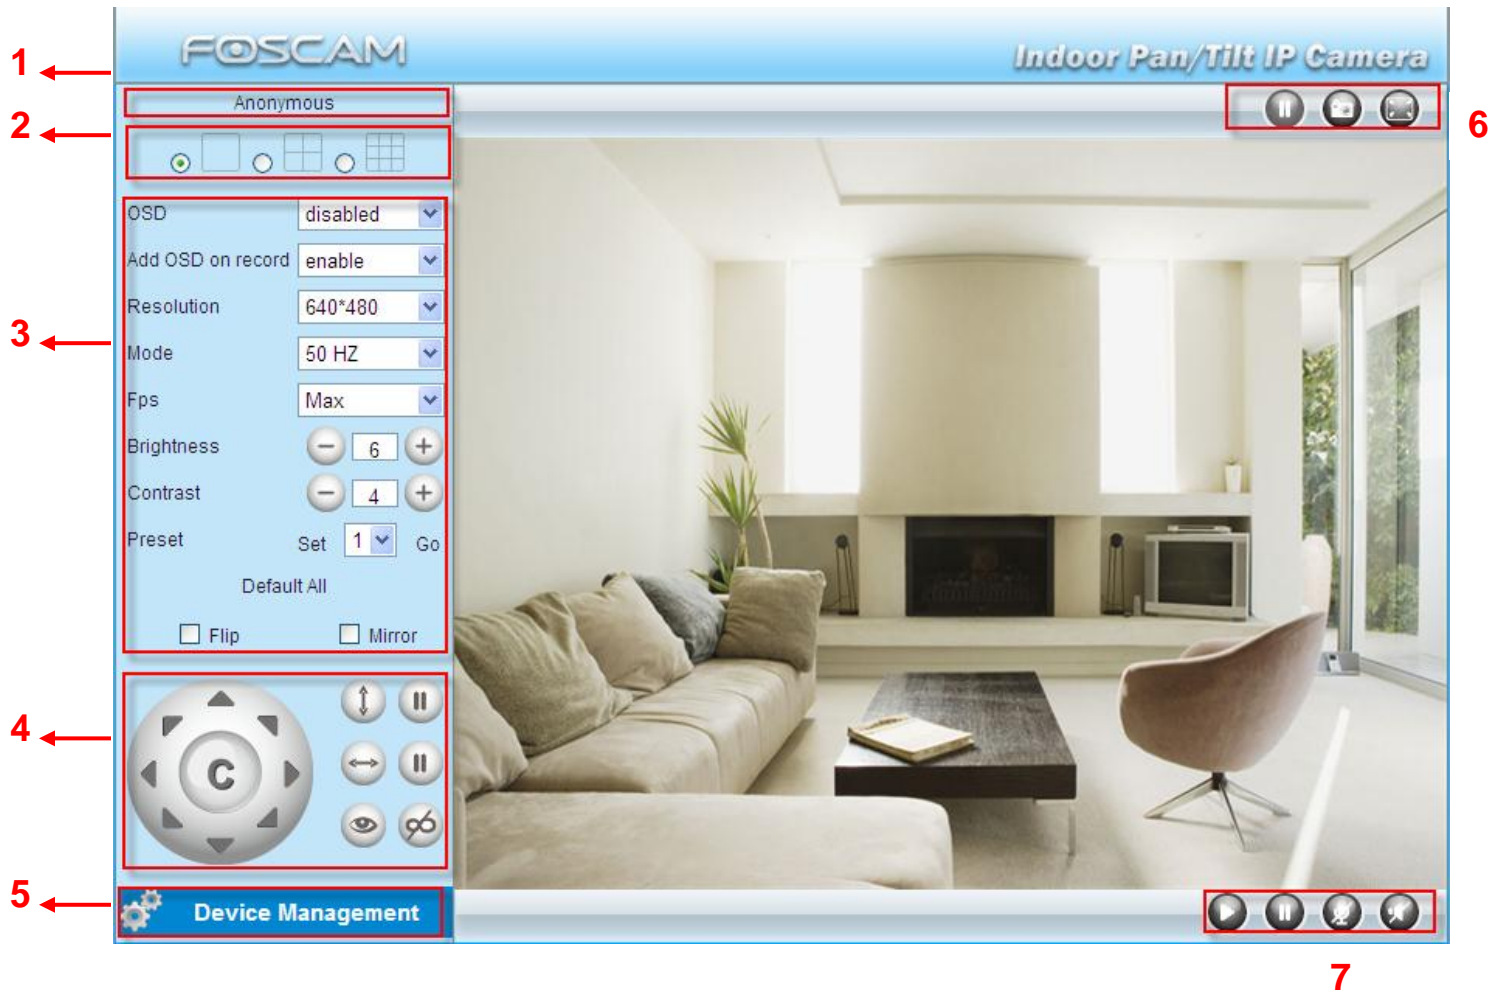 FOSCAM
Indoor Pan/Tilt IP Camera
1
Anonymous
2
6
OSD disabled
Add OSD on record enable
Resolution 640*480
3
Mode 50 HZ
Fps Max
Brightness 6
Contrast 4
Preset Set 1 Go
Default All
Flip Mirror
4
C
5
Device Management
7